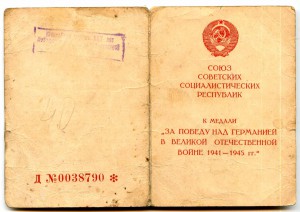 Д №0038790 *
СОЮЗ
СОВЕТСКИХ
СОЦИАЛИСТИЧЕСКИХ
РЕСПУБЛИК
К МЕДАЛИ
„ЗА ПОБЕДУ НАД ГЕРМАНИЕЙ
В ВЕЛИКОЙ ОТЕЧЕСТВЕННОЙ
ВОЙНЕ 1941—1945 гг."